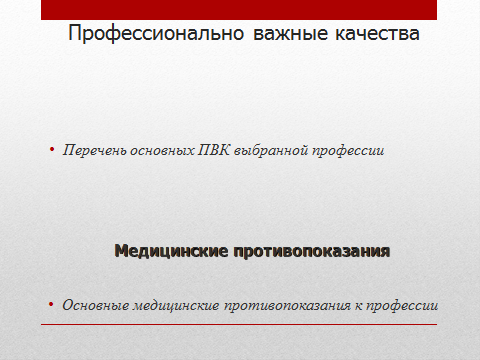 Профессионально важные качества
• Перечень основных ПВК выбранной профессии
Медицинские противопоказания
• Основные медицинские противопоказания к профессии